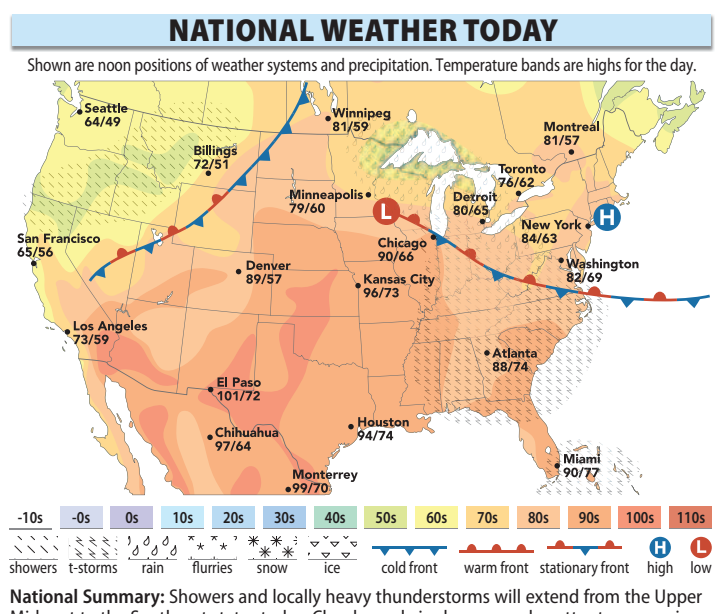 NATIONAL WEATHER TODAY
Shown are noon positions of weather systems and precipitation. Temperature bands are highs for the day.
Seattle
64/49
Winnipeg
81/59
Billings
72/51
Montreal
81/57
Toronto
76/62
Minneapolis
79/60
Detroit
80/65
L
New York
84/63
H
San Francisco
65/56
Chicago
90/66
Denver
89/57
Kansas City
96/73
Washington
82/69
Los Angeles
73/59
Atlanta
88/74
El Paso
101/72
Houston
94/74
Chihuahua
97/64
Miami
90/77
Monterrey
99/70
-10s -0s 0s 10s 20s 30s 40s 50s 60s 70s 80s 90s 100s 110s
showers t-storms rain flurries snow ice cold front warm front stationary front H high L low
National Summary: Showers and locally heavy thunderstorms will extend from the Upper